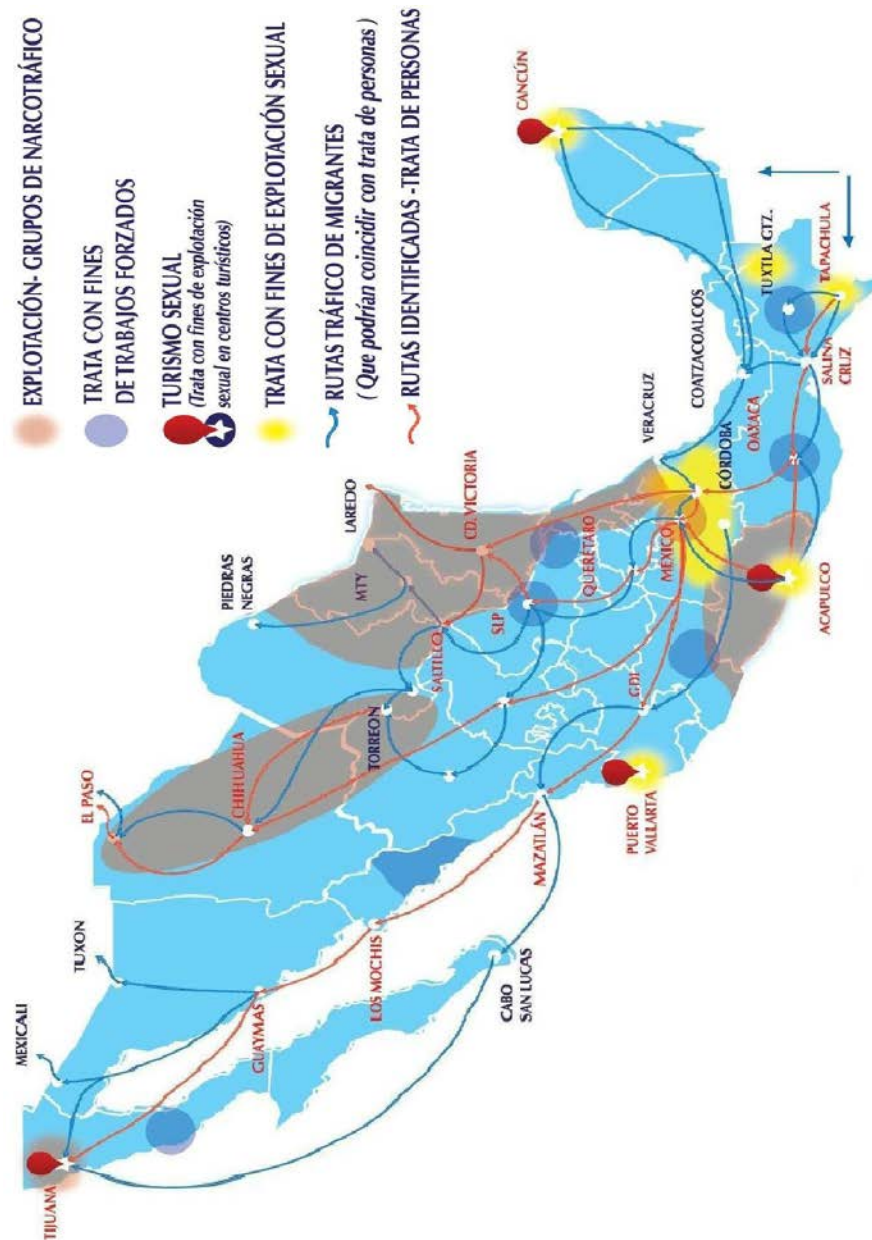 EXPLOTACIÓN- GRUPOS DE NARCOTRÁFICO
TRATA CON FINES
DE TRABAJOS FORZADOS
TURISMO SEXUAL
(Trata con fines de explotación
sexual en centros turísticos)
TRATA CON FINES DE EXPLOTACIÓN SEXUAL
RUTAS TRÁFICO DE MIGRANTES
( Que podrían coincidir con trata de personas )
RUTAS IDENTIFICADAS -TRATA DE PERSONAS
TIJUANA
MEXICALI
TIUXON
EL PASO
PIEDRAS
NEGRAS
LAREDO
GUAYMAS
CHIHUAHUA
MTY
CD. VICTORIA
LOS MOCHIS
TORREÓN
SALTILLO
VERACRUZ
CANCÚN
CABO
SAN LUCAS
MAZATLÁN
SLP
QUERÉTARO
COATZACOALCOS
PUERTO
VALLARTA
GDL
MÉXICO
CÓRDOBA
OAXACA
TUXTLA GTZ.
ACAPULCO
SALINA
CRUZ
TAPACHULA